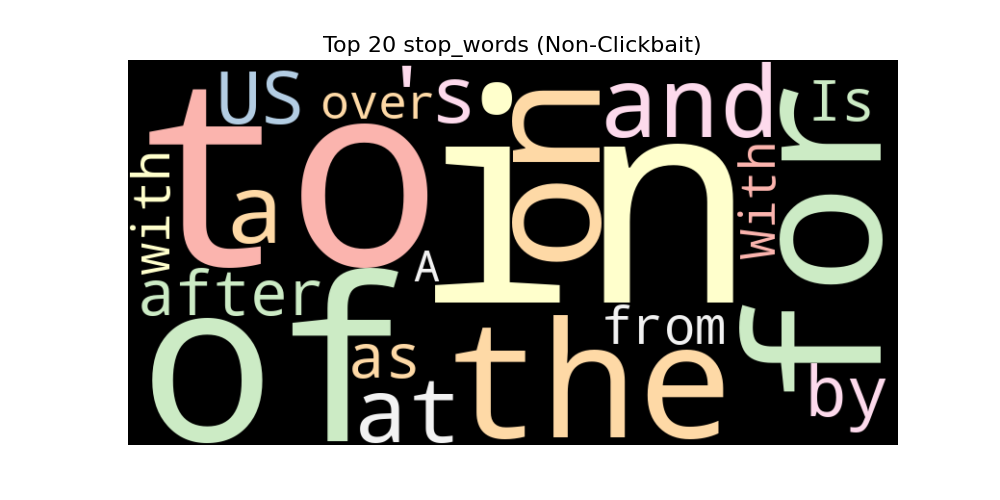 Top 20 stop_words (Non-Clickbait)
US
over
's
and
Is
to
in
on
for
with
a
With
A
after
of
as
at
the
from
by